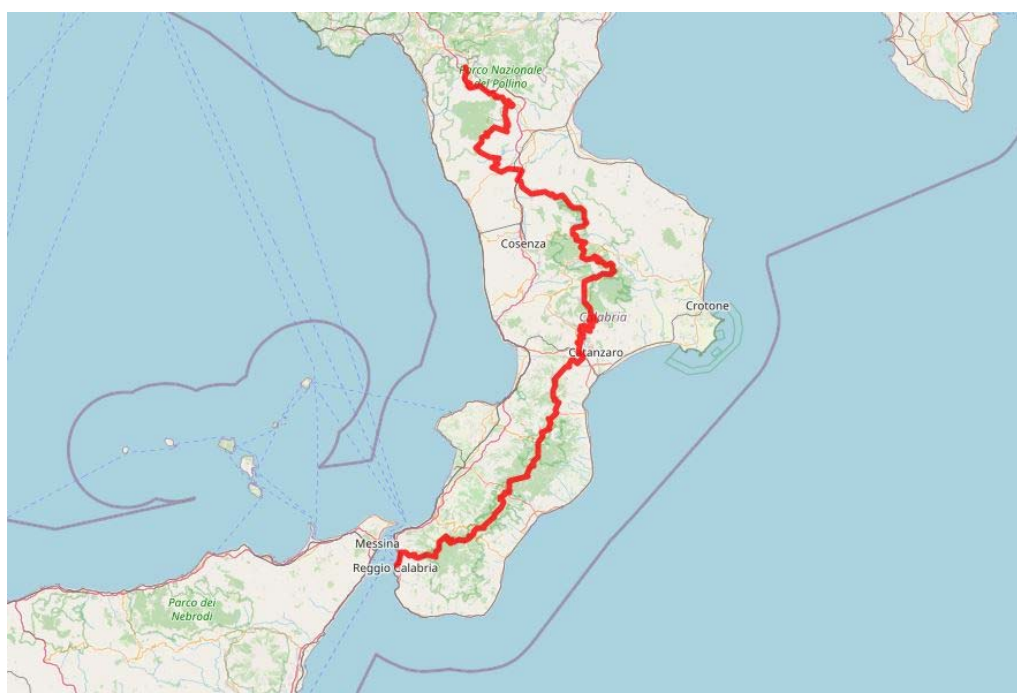 Parco Nazionale
del Pollino
Cosenza
Crotone
Calabria
Catanzaro
Messina
Reggio Calabria
Parco dei
Nebrodi